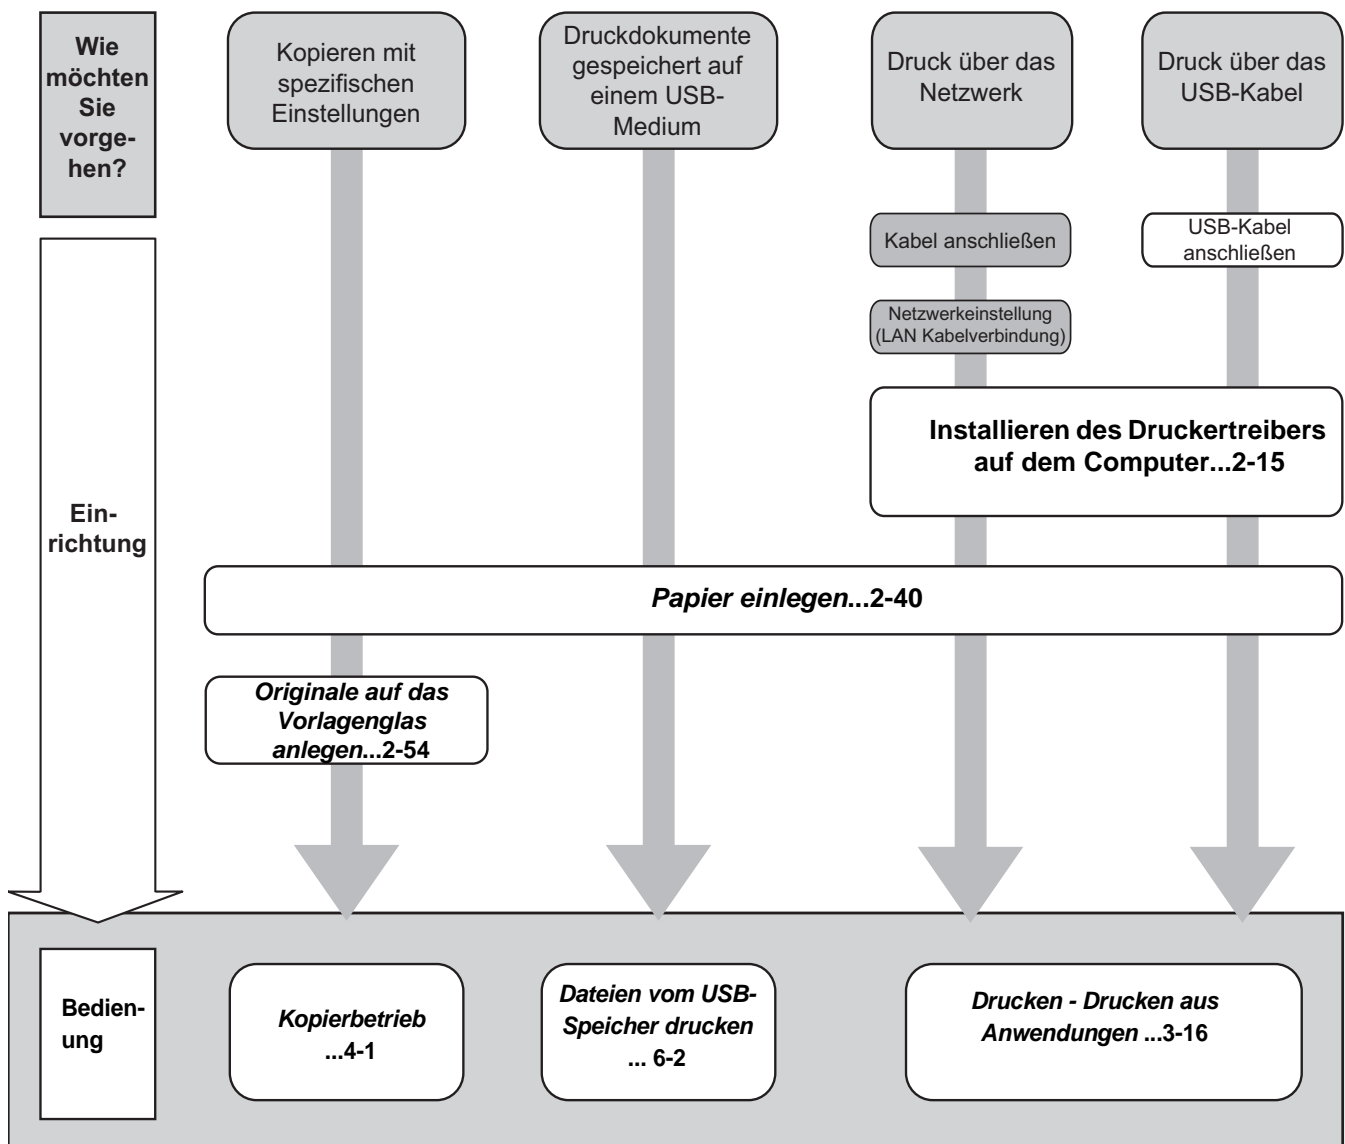 Wie
möchten
Sie
vorge-
hen?
Kopieren mit
spezifischen
Einstellungen
Druckdokumente
gespeichert auf
einem USB-
Medium
Druck über das
Netzwerk
Druck über das
USB-Kabel
Kabel anschließen
USB-Kabel
anschließen
Netzwerkeinstellung
(LAN Kabelverbindung)
Installieren des Druckertreibers
auf dem Computer...2-15
Ein-
richtung
Papier einlegen...2-40
Originale auf das
Vorlagenglas
anlegen...2-54
Bedien-
ung
Kopierbetrieb
...4-1
Dateien vom USB-
Speicher drucken
... 6-2
Drucken - Drucken aus
Anwendungen ...3-16